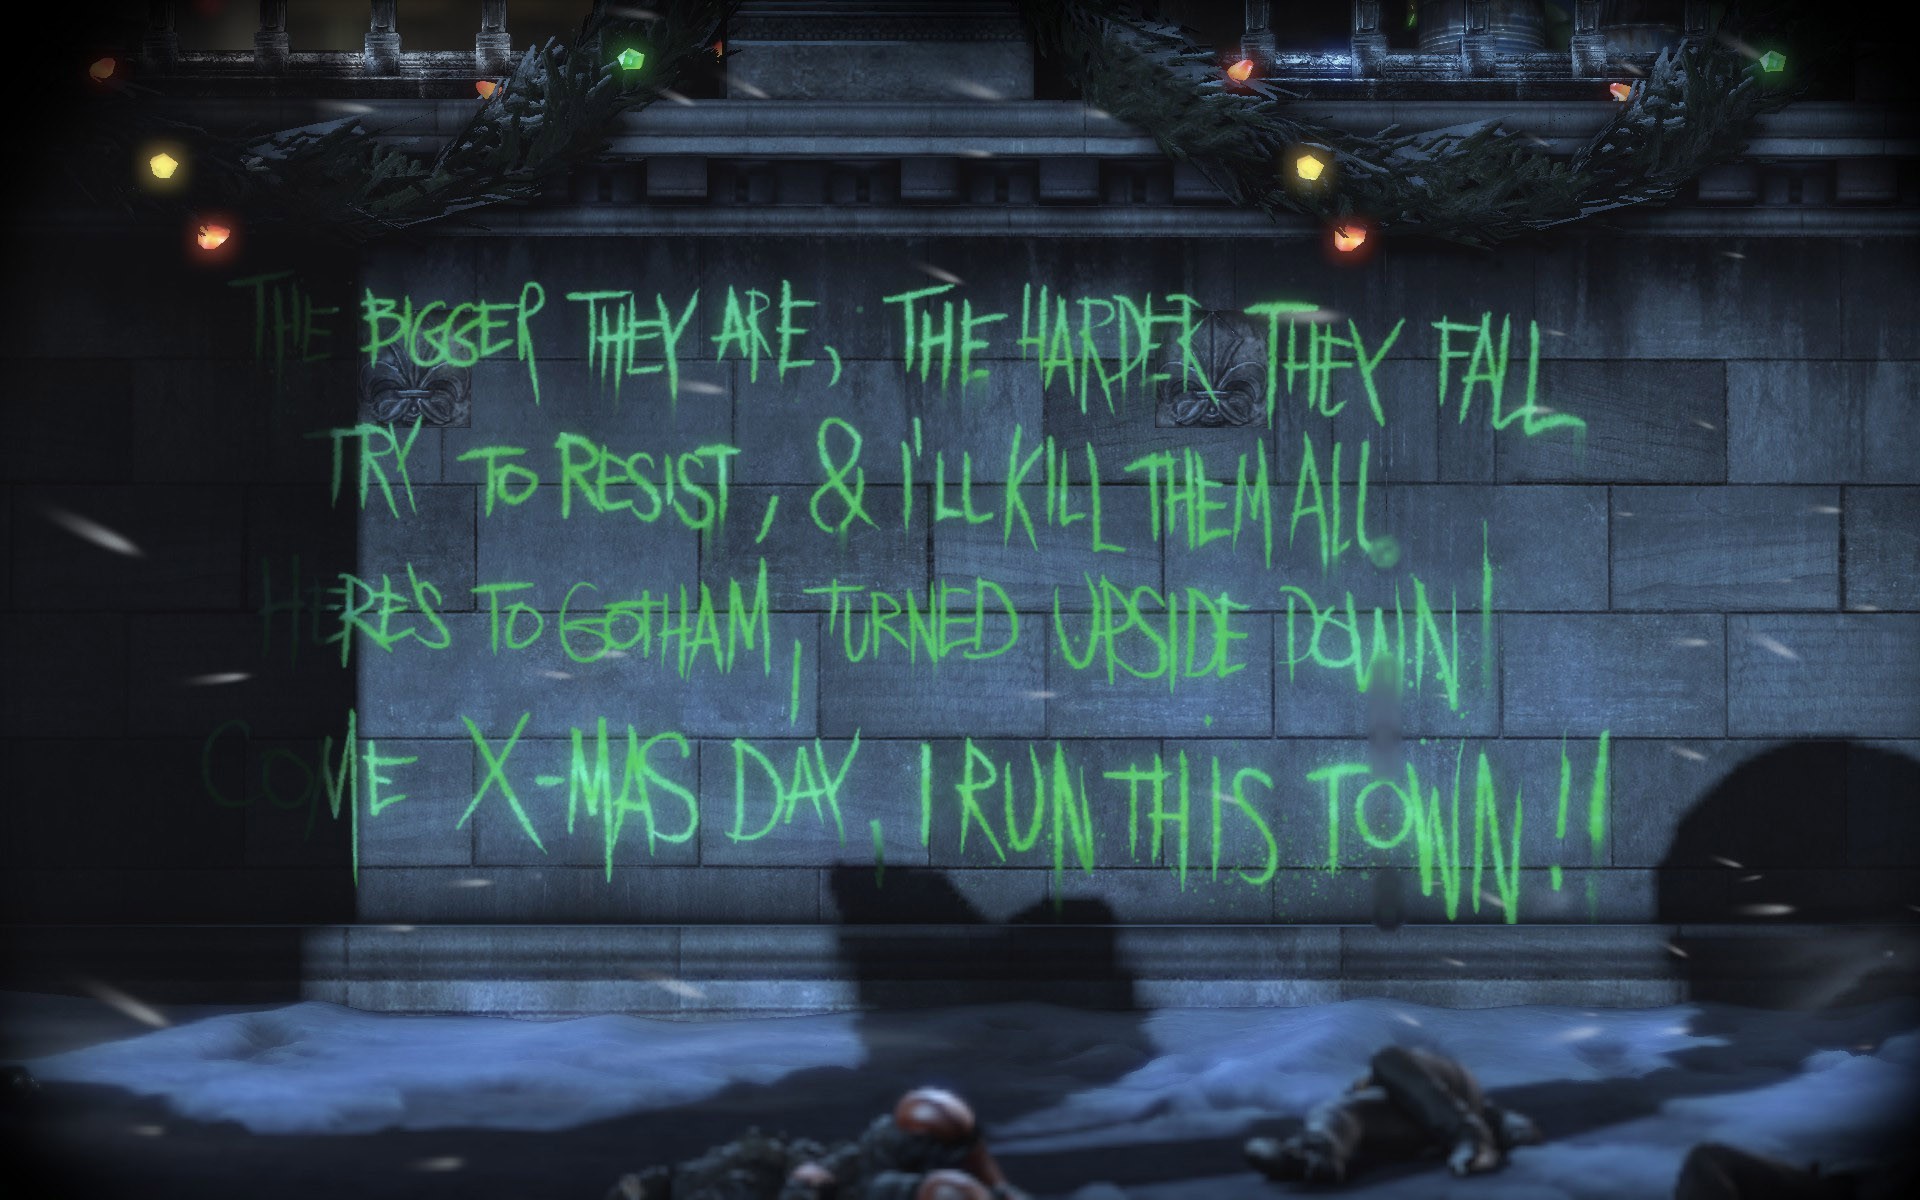 THE BIGGER THEY ARE, THE HARDER THEY FALL
TRY TO RESIST, & I'LL KILL THEM ALL.
HERE'S TO GOTHAM, TURNED UPSIDE DOWN!
COME X-MAS DAY, I RUN THIS TOWN!!